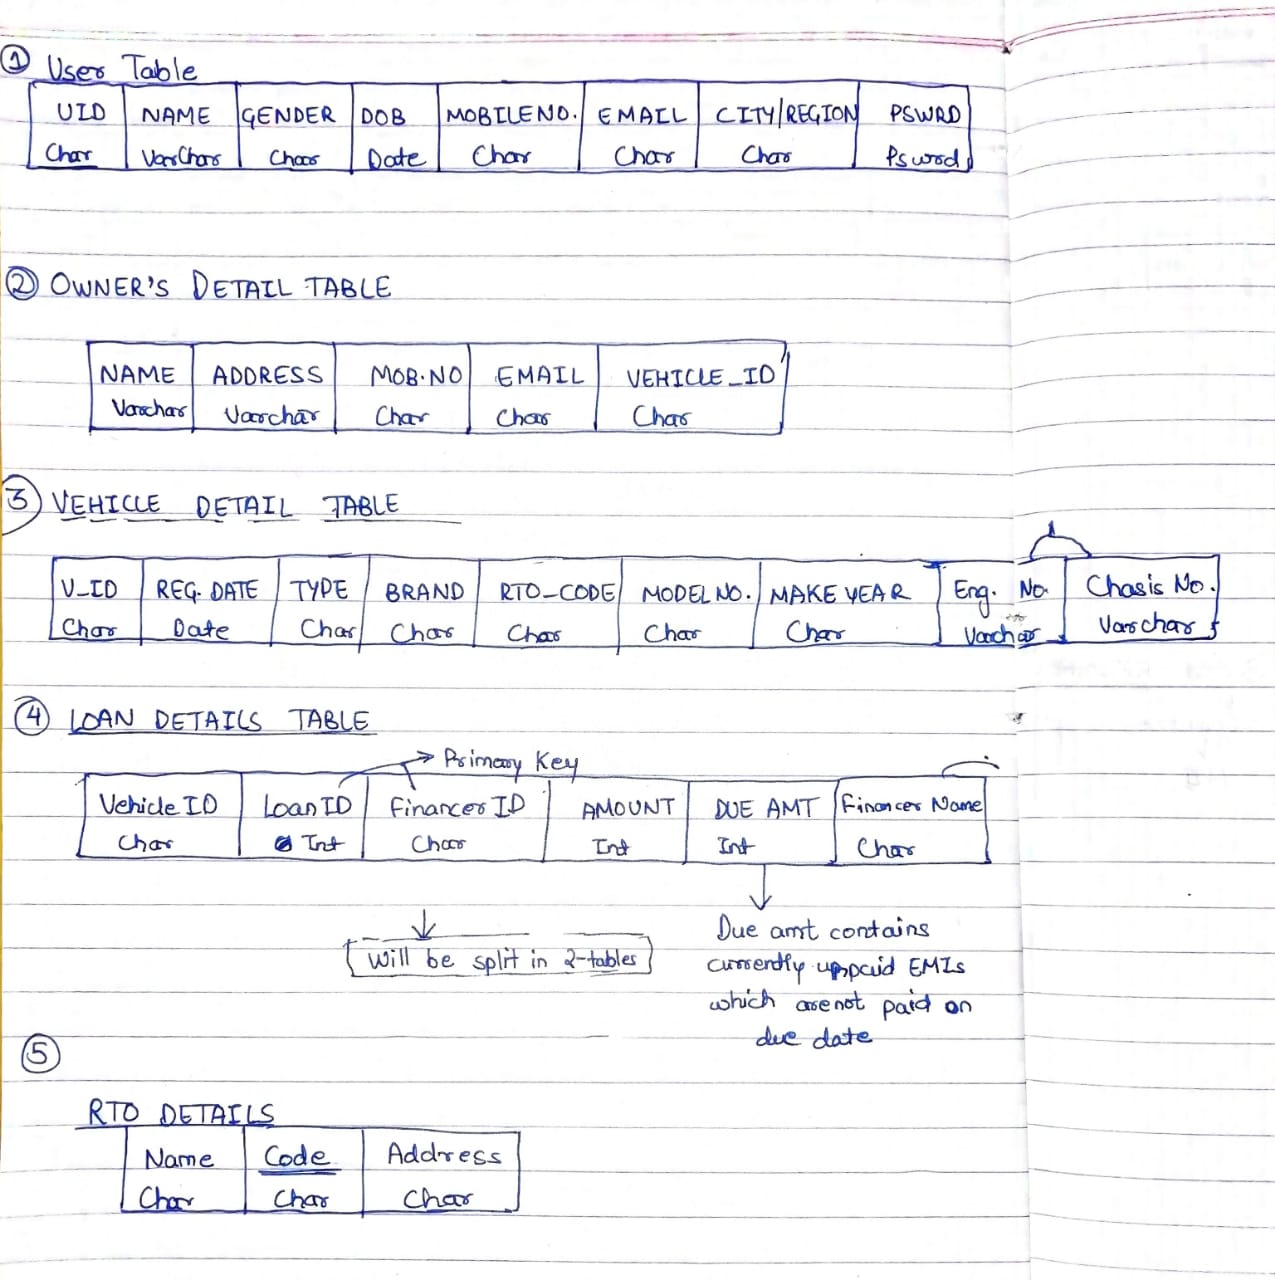 ① User Table
UID NAME GENDER DOB MOBILENO. EMAIL CITY/REGION PSWRD
Char VarChar Char Date Char Char Char Pswrd
② OWNER'S DETAIL TABLE
NAME ADDRESS MOB.NO EMAIL VEHICLE_ID
Varchar Varchar Char Char Char
③ VEHICLE DETAIL TABLE
V_ID REG. DATE TYPE BRAND RTO_CODE MODEL NO. MAKE YEAR Eng. No. Chasis No.
Char Date Char Char Char Char Char Varchar Varchar
④ LOAN DETAILS TABLE
→ Primary Key
Vehicle ID Loan ID Financer ID AMOUNT DUE AMT Financer Name
Char Int Char Int Int Char
Will be split in 2-tables
Due amt contains
currently unpaid EMIs
which are not paid on
due date
⑤
RTO DETAILS
Name Code Address
Char Char Char